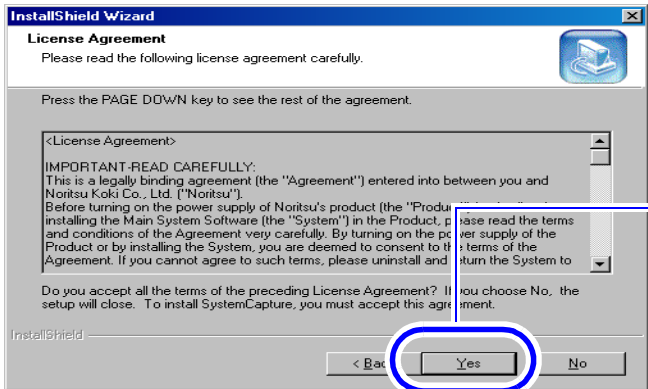 InstallShield Wizard
License Agreement
Please read the following license agreement carefully.
Press the PAGE DOWN key to see the rest of the agreement.
<License Agreement>
IMPORTANT-READ CAREFULLY:
This is a legally binding agreement (the "Agreement") entered into between you and
Noritsu Koki Co., Ltd. ("Noritsu").
Before turning on the power supply of Noritsu's product (the "Produ
installing the Main System Software (the "System") in the Product, please read the terms
and conditions of the Agreement very carefully. By turning on the power supply of the
Product or by installing the System, you are deemed to consent to the terms of the
Agreement. If you cannot agree to such terms, please uninstall and return the System to
Do you accept all the terms of the preceding License Agreement? If you choose No, the
setup will close. To install SystemCapture, you must accept this agreement.
InstallShield
< Bac Yes No